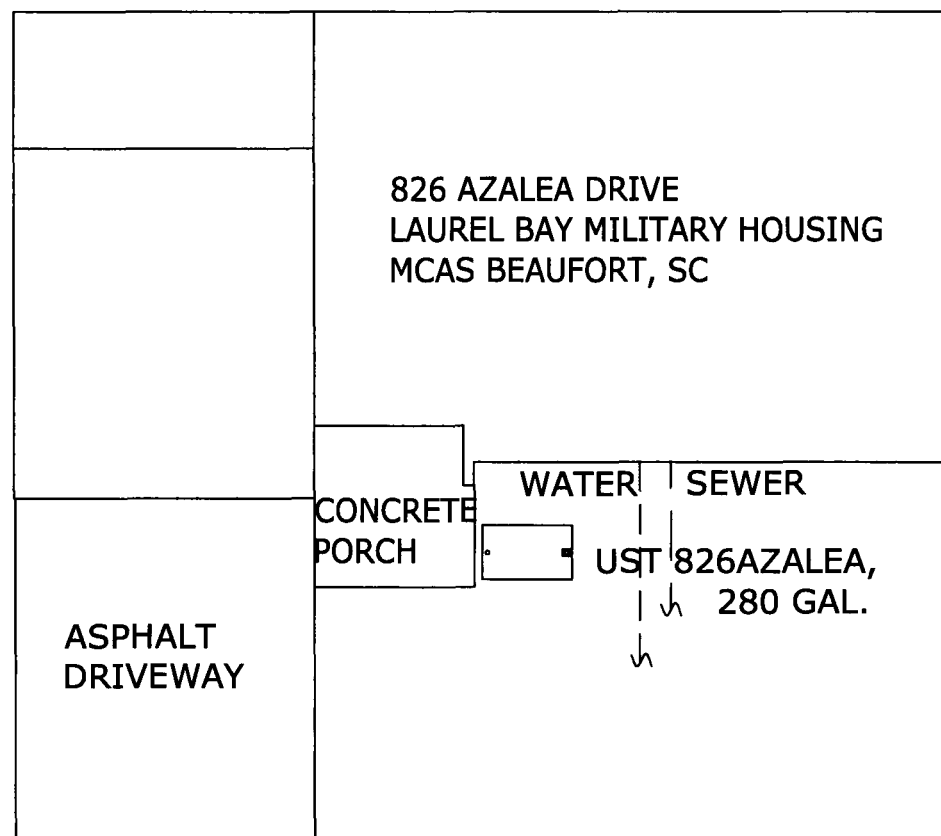 826 AZALEA DRIVE
LAUREL BAY MILITARY HOUSING
MCAS BEAUFORT, SC
WATER
SEWER
CONCRETE
PORCH
UST 826AZALEA,
280 GAL.
ASPHALT
DRIVEWAY